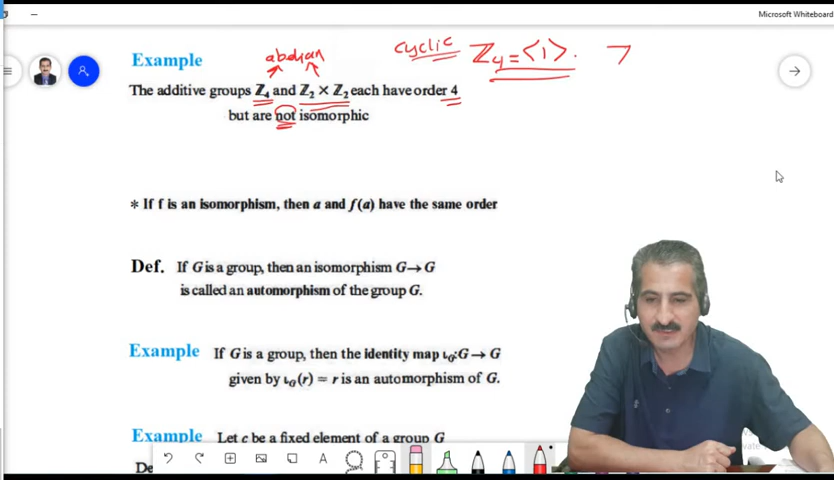 Microsoft Whiteboard
Example
abelian
cyclic Z₄ = <1>.
The additive groups Z₄ and Z₂ × Z₂ each have order 4
but are not isomorphic
* If f is an isomorphism, then a and f(a) have the same order
Def. If G is a group, then an isomorphism G → G
is called an automorphism of the group G.
Example If G is a group, then the identity map ι_G: G → G
given by ι_G(r) = r is an automorphism of G.
Example Let c be a fixed element of a group G
De